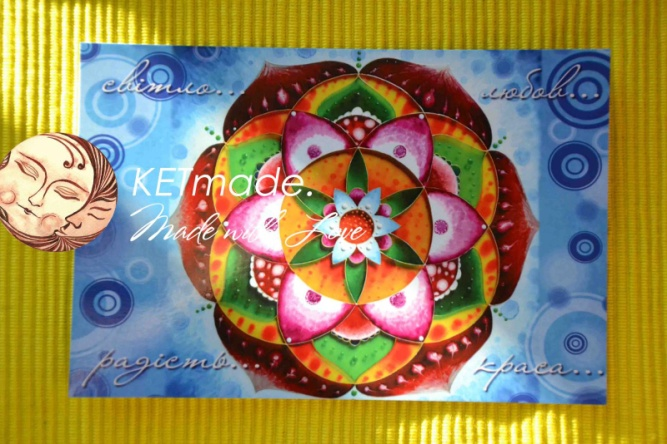 світло...
любов...
KETmade.
Made with Love
радість...
краса...